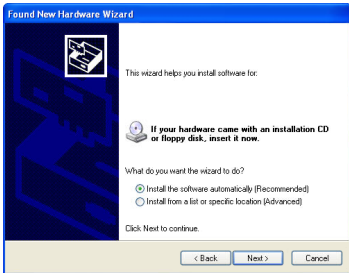 Found New Hardware Wizard
This wizard helps you install software for:
If your hardware came with an installation CD
or floppy disk, insert it now.
What do you want the wizard to do?
Install the software automatically (Recommended)
Install from a list or specific location (Advanced)
Click Next to continue.
< Back Next > Cancel